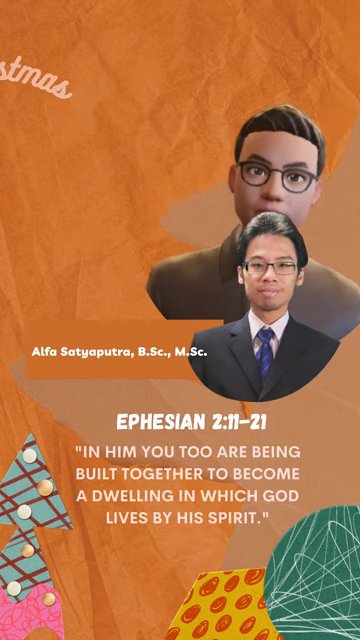 stmas
Alfa Satyaputra, B.Sc., M.Sc.
EPHESIAN 2:11-21
"IN HIM YOU TOO ARE BEING
BUILT TOGETHER TO BECOME
A DWELLING IN WHICH GOD
LIVES BY HIS SPIRIT."